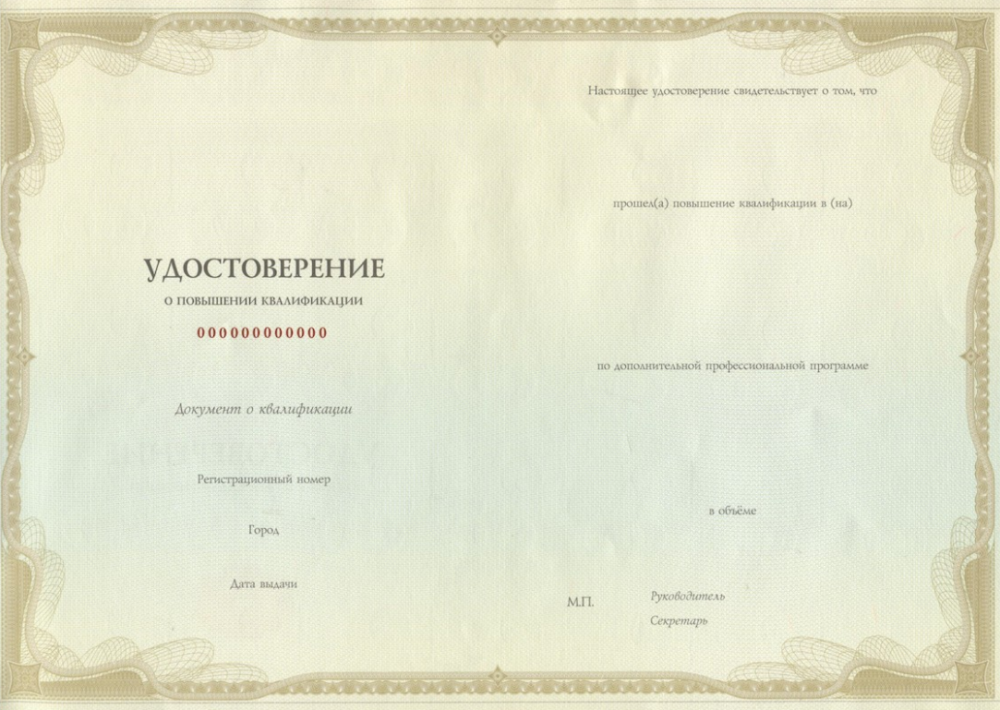 УДОСТОВЕРЕНИЕ
О ПОВЫШЕНИИ КВАЛИФИКАЦИИ
000000000000
Документ о квалификации
Регистрационный номер
Город
Дата выдачи
Настоящее удостоверение свидетельствует о том, что
прошел(а) повышение квалификации в (на)
по дополнительной профессиональной программе
в объёме
М.П.
Руководитель
Секретарь